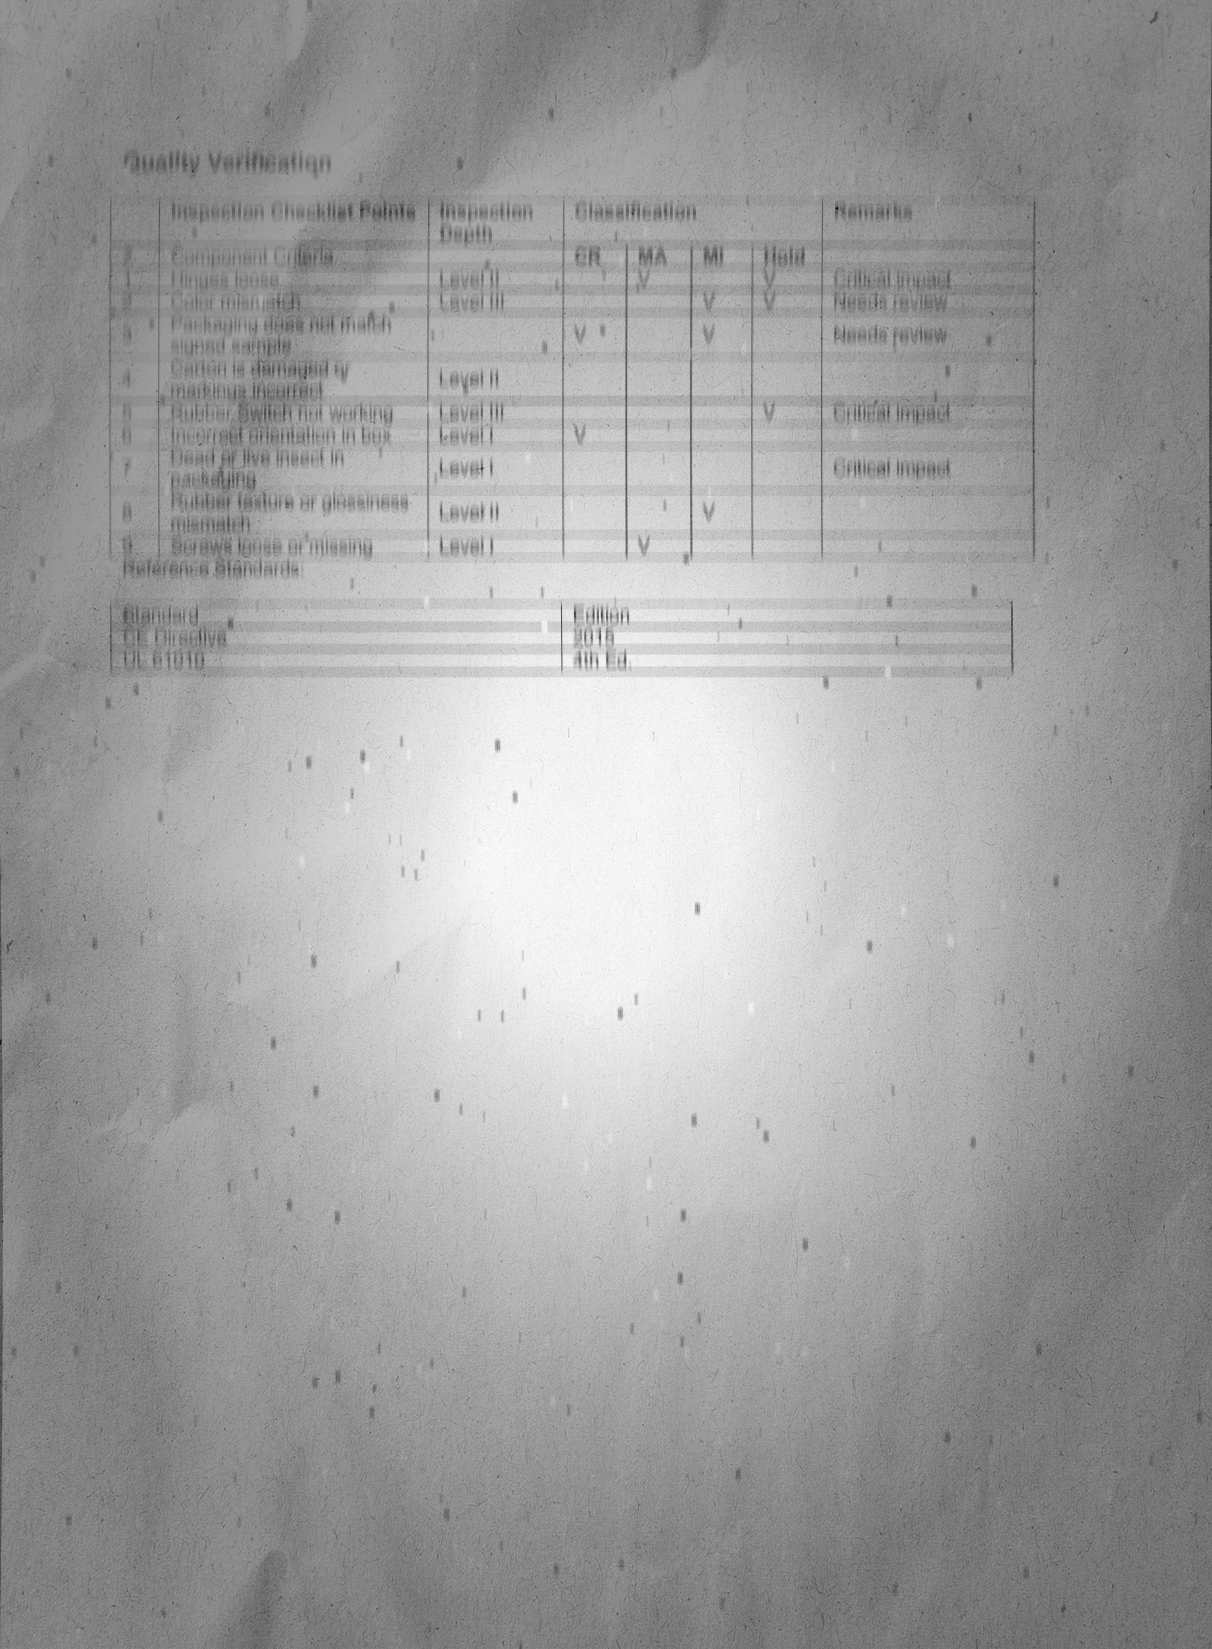 Quality Verification
Inspection Checklist Points Inspection Depth Classification Remarks
Component Criteria CR MA MI Hold
1 Hinges loose Level II V V Critical impact
2 Color mismatch Level III V V Needs review
3 Packaging does not match signed sample V V Needs review
4 Carton is damaged markings incorrect Level II
5 Rubber Switch not working Level III V Critical impact
6 Incorrect orientation in box Level I V
7 Dead or live insect in packaging Level I Critical impact
8 Rubber texture or glossiness mismatch Level II V
9 Screws loose or missing Level I V
Reference Standards
Standard Edition
CE Directive 2016
UL 61010 4th Ed.